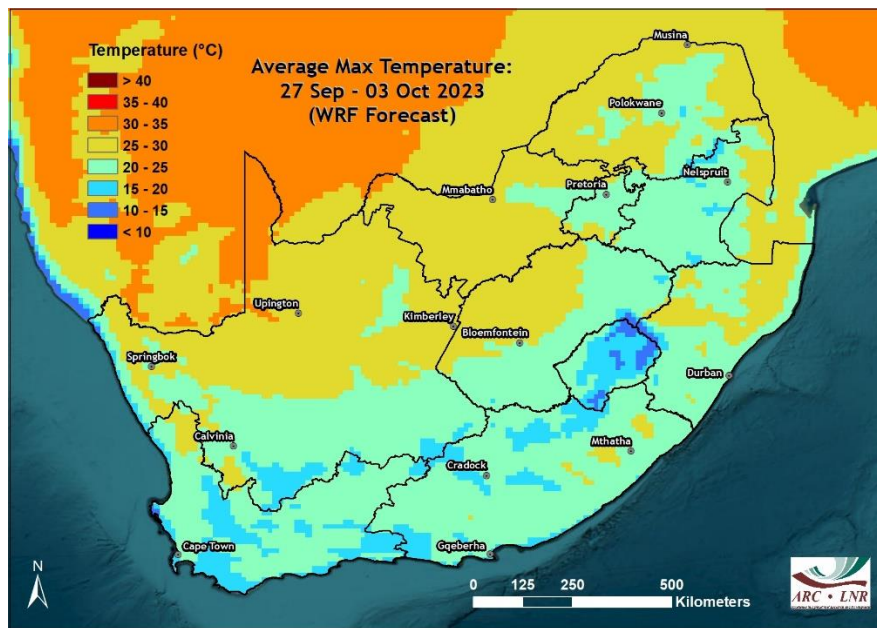 Temperature (°C)
> 40
35 - 40
30 - 35
25 - 30
20 - 25
15 - 20
10 - 15
< 10
Average Max Temperature:
27 Sep - 03 Oct 2023
(WRF Forecast)
Musina
Polokwane
Nelspruit
Pretoria
Mmabatho
Upington
Kimberley
Bloemfontein
Springbok
Durban
Calvinia
Mthatha
Cradock
Cape Town
Gqeberha
N
0 125 250 500
Kilometers
ARC • LNR